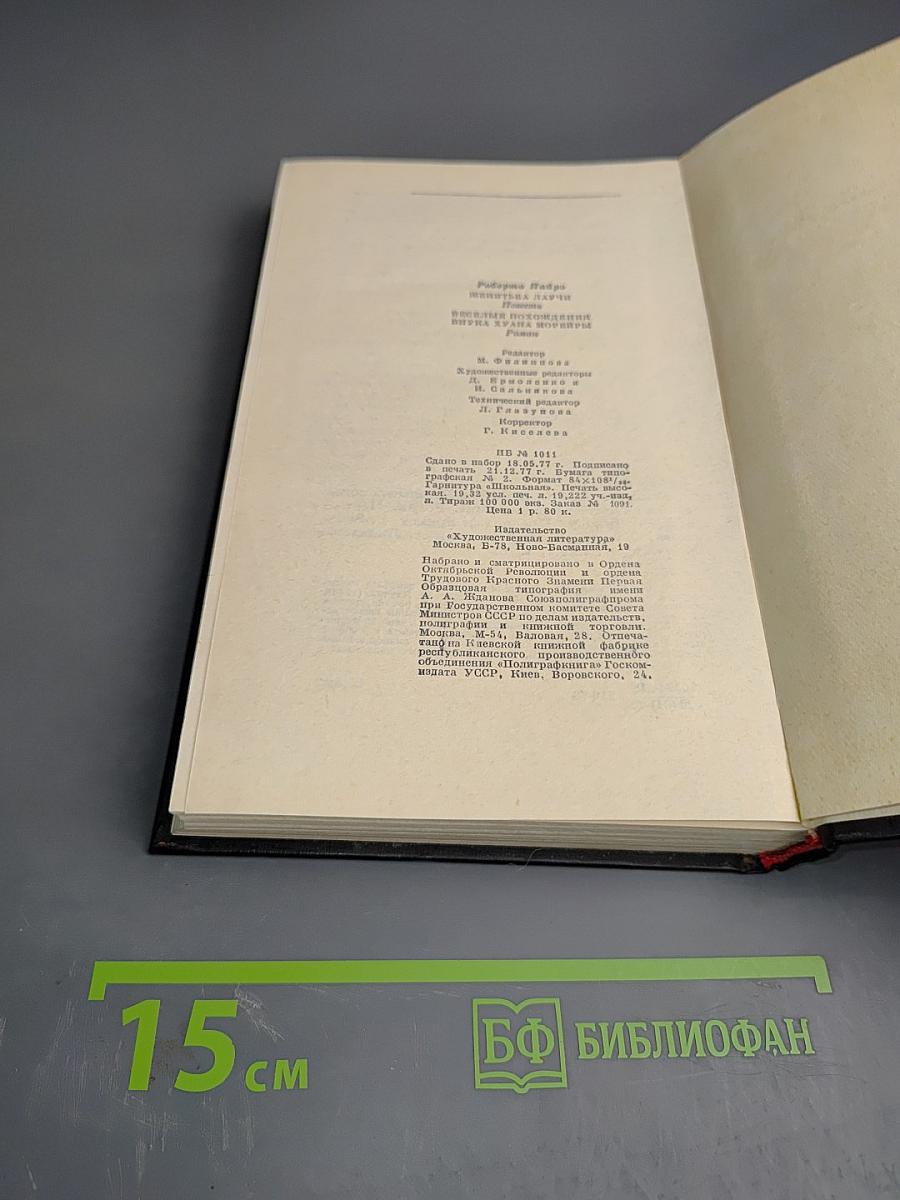 Роберто Пайро
ЖЕНИТЬБА ЛАУЧИ
Повести
ВЕСЕЛЫЕ ПОХОЖДЕНИЯ
ВНУКА ХУАНА МОРЕЙРЫ
Роман
Редактор
М. Филиппова
Художественные редакторы
Д. Ермоленко и
И. Сальникова
Технический редактор
Л. Глазунова
Корректор
Г. Киселева
ИБ № 1011
Сдано в набор 18.05.77 г. Подписано
в печать 21.12.77 г. Бумага типо-
графская № 2. Формат 84×108¹/₃₂.
Гарнитура «Школьная». Печать высо-
кая. 19,32 усл. печ. л. 19,222 уч.-изд.
л. Тираж 100 000 экз. Заказ № 1091.
Цена 1 р. 80 к.
Издательство
«Художественная литература»
Москва, Б-78, Ново-Басманная, 19
Набрано и сматрицировано в Ордена
Октябрьской Революции и ордена
Трудового Красного Знамени Первая
Образцовая типография имени
А. А. Жданова Союзполиграфпрома
при Государственном комитете Совета
Министров СССР по делам издательств,
полиграфии и книжной торговли.
Москва, М-54, Валовая, 28. Отпеча-
тано на Киевской книжной фабрике
республиканского производственного
объединения «Полиграфкнига» Госком-
издата УССР, Киев, Воровского, 24.
15 см
БФ БИБЛИОФАН